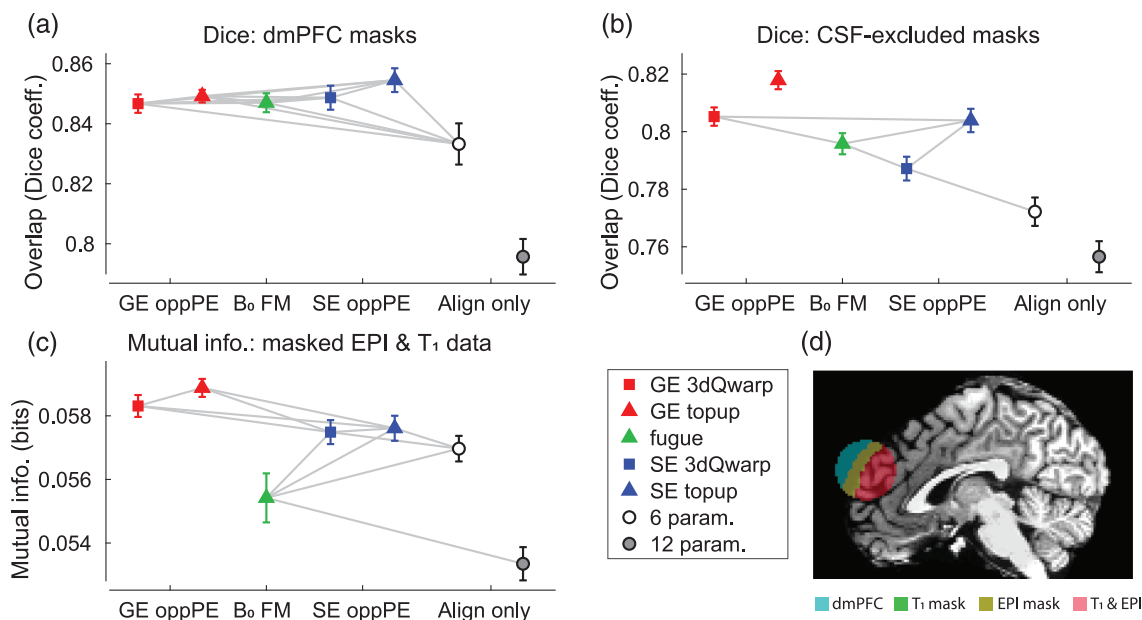 (a)
Dice: dmPFC masks
Overlap (Dice coeff.)
0.86
0.84
0.82
0.8
GE oppPE B₀ FM SE oppPE Align only
(b)
Dice: CSF-excluded masks
Overlap (Dice coeff.)
0.82
0.8
0.78
0.76
GE oppPE B₀ FM SE oppPE Align only
(c)
Mutual info.: masked EPI & T₁ data
Mutual info. (bits)
0.058
0.056
0.054
GE oppPE B₀ FM SE oppPE Align only
GE 3dQwarp
GE topup
fugue
SE 3dQwarp
SE topup
6 param.
12 param.
(d)
dmPFC T₁ mask EPI mask T₁ & EPI